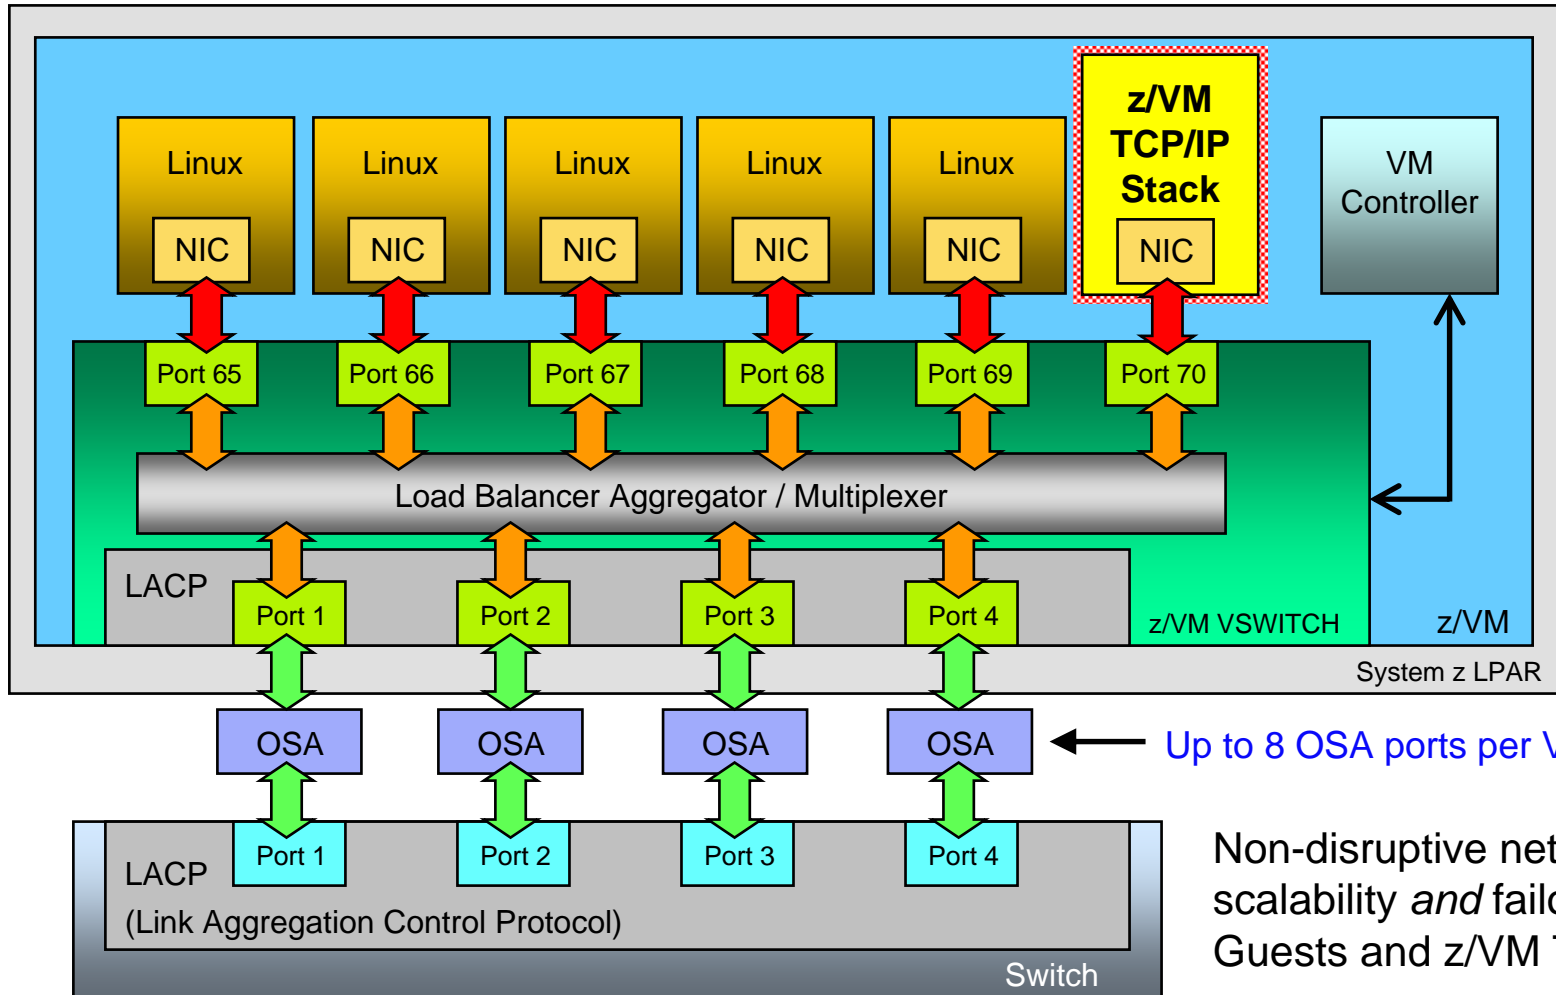 z/VM
TCP/IP
Stack
Linux
Linux
Linux
Linux
Linux
VM
Controller
NIC
NIC
NIC
NIC
NIC
NIC
Port 65
Port 66
Port 67
Port 68
Port 69
Port 70
Load Balancer Aggregator / Multiplexer
LACP
Port 1
Port 2
Port 3
Port 4
z/VM VSWITCH
z/VM
System z LPAR
OSA
OSA
OSA
OSA
Up to 8 OSA ports per
Port 1
Port 2
Port 3
Port 4
LACP
(Link Aggregation Control Protocol)
Switch
Non-disruptive
scalability and
Guests and z/VM